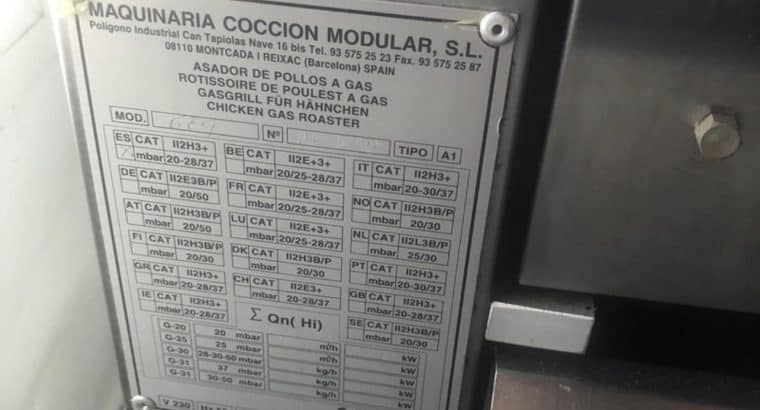 MAQUINARIA COCCION MODULAR, S.L.
Polígono Industrial Can Tapiolas Nave 16 bis Tel. 93 575 25 23 Fax. 93 575 25 87
08110 MONTCADA I REIXAC (Barcelona) SPAIN
ASADOR DE POLLOS A GAS
ROTISSOIRE DE POULEST A GAS
GASGRILL FÜR HÄHNCHEN
CHICKEN GAS ROASTER
MOD. Nº TIPO A1
ES CAT II2H3+ BE CAT II2E+3+ IT CAT II2H3+
mbar 20-28/37 mbar 20/25-28/37 mbar 20-30/37
DE CAT II2E3B/P FR CAT II2E+3+ NO CAT II2H3B/P
mbar 20/50 mbar 20/25-28/37 mbar 20/30
AT CAT II2H3B/P LU CAT II2E+3+ NL CAT II2L3B/P
mbar 20/50 mbar 20/25-28/37 mbar 25/30
FI CAT II2H3B/P DK CAT II2H3B/P PT CAT II2H3+
mbar 20/30 mbar 20/30 mbar 20-30/37
GR CAT II2H3+ CH CAT II2E3+ GB CAT II2H3+
mbar 20-28/37 mbar 20-28/37 mbar 20-28/37
IE CAT II2H3+ Σ Qn( Hi) SE CAT II2H3B/P
mbar 20-28/37 mbar 20/30
G-20 20 mbar m³/h kW
G-25 25 mbar m³/h kW
G-30 28-30-50 mbar kg/h kW
G-31 37 mbar kg/h kW
G-31 30-50 mbar kg/h kW
V 230 Hz